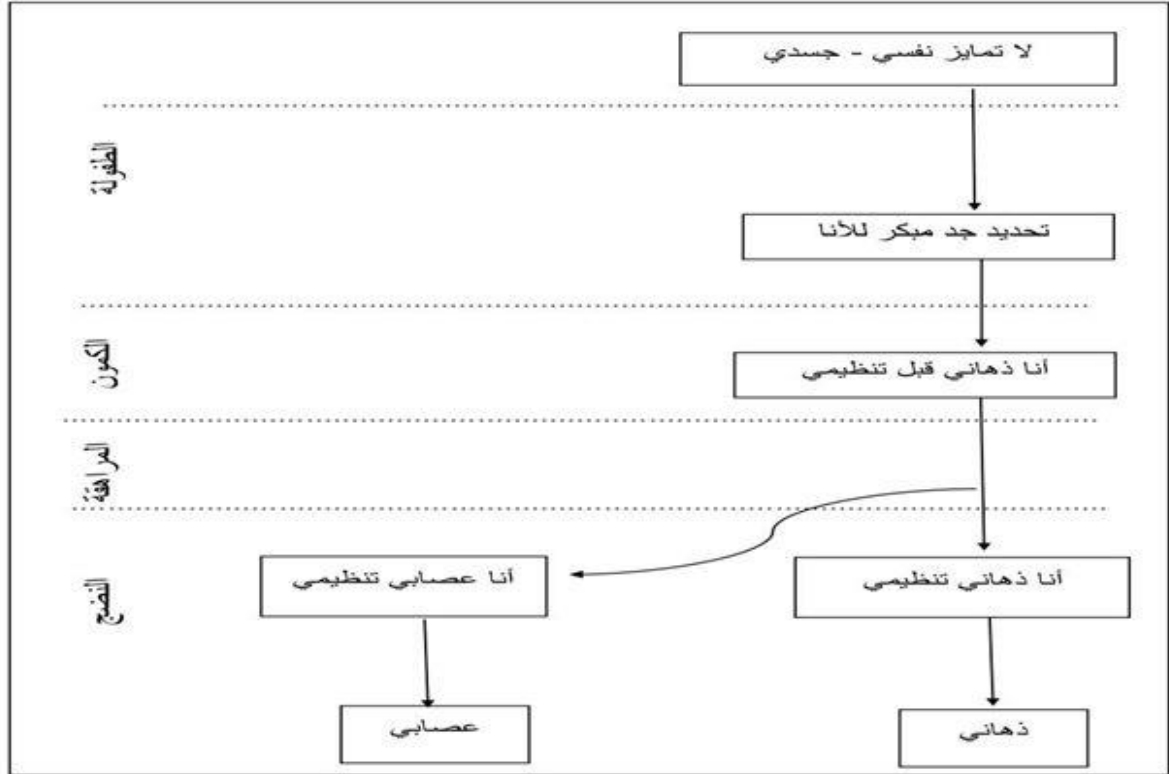 لا تمايز نفسي - جسدي
الطفولة
تحديد جد مبكر للأنا
الكمون
أنا ذهاني قبل تنظيمي
المراهقة
أنا ذهاني تنظيمي
أنا عصابي تنظيمي
النضج
ذهاني
عصابي